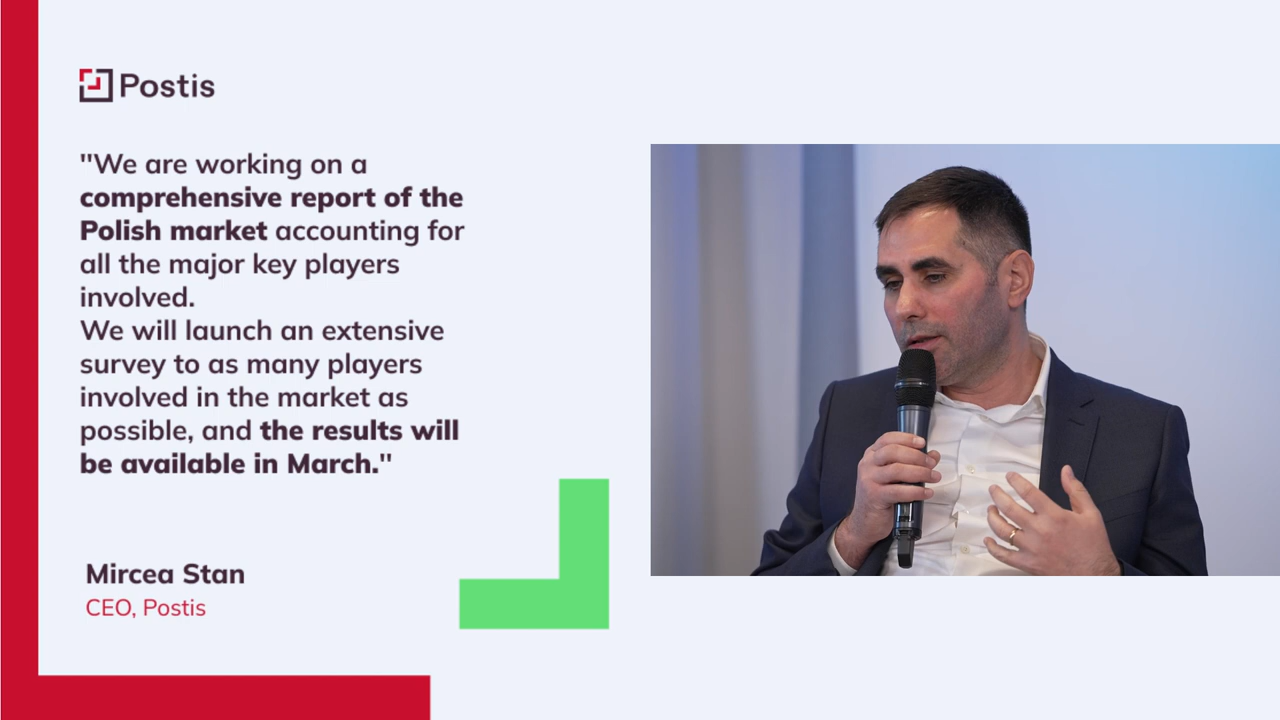 Postis
"We are working on a
comprehensive report of the
Polish market accounting for
all the major key players
involved.
We will launch an extensive
survey to as many players
involved in the market as
possible, and the results will
be available in March."
Mircea Stan
CEO, Postis